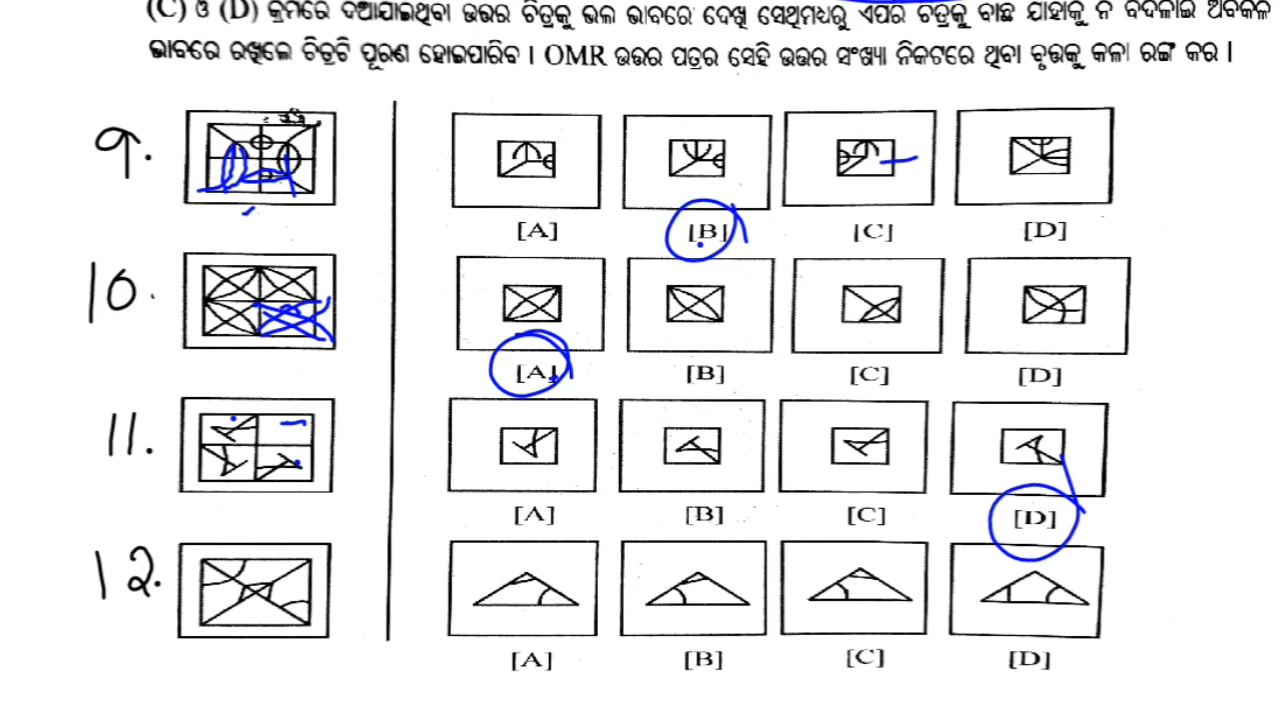 (C) ଓ (D) କ୍ରମରେ ଦିଆଯାଇଥିବା ଉତ୍ତର ଚିତ୍ରକୁ ଭଲ ଭାବରେ ଦେଖି ସେଥିମଧ୍ୟରୁ ଏପରି ଚିତ୍ରକୁ ବାଛ ଯାହାକୁ ନ ବଦଳାଇ ଅବିକଳ
ଭାବରେ ରଖିଲେ ଚିତ୍ରଟି ପୂରଣ ହୋଇପାରିବ । OMR ଉତ୍ତର ପତ୍ରର ସେହି ଉତ୍ତର ସଂଖ୍ୟା ନିକଟରେ ଥିବା ବୃତ୍ତକୁ କଳା ରଙ୍ଗ କର ।
9.
[A] [B] [C] [D]
10.
[A] [B] [C] [D]
11.
[A] [B] [C] [D]
12.
[A] [B] [C] [D]